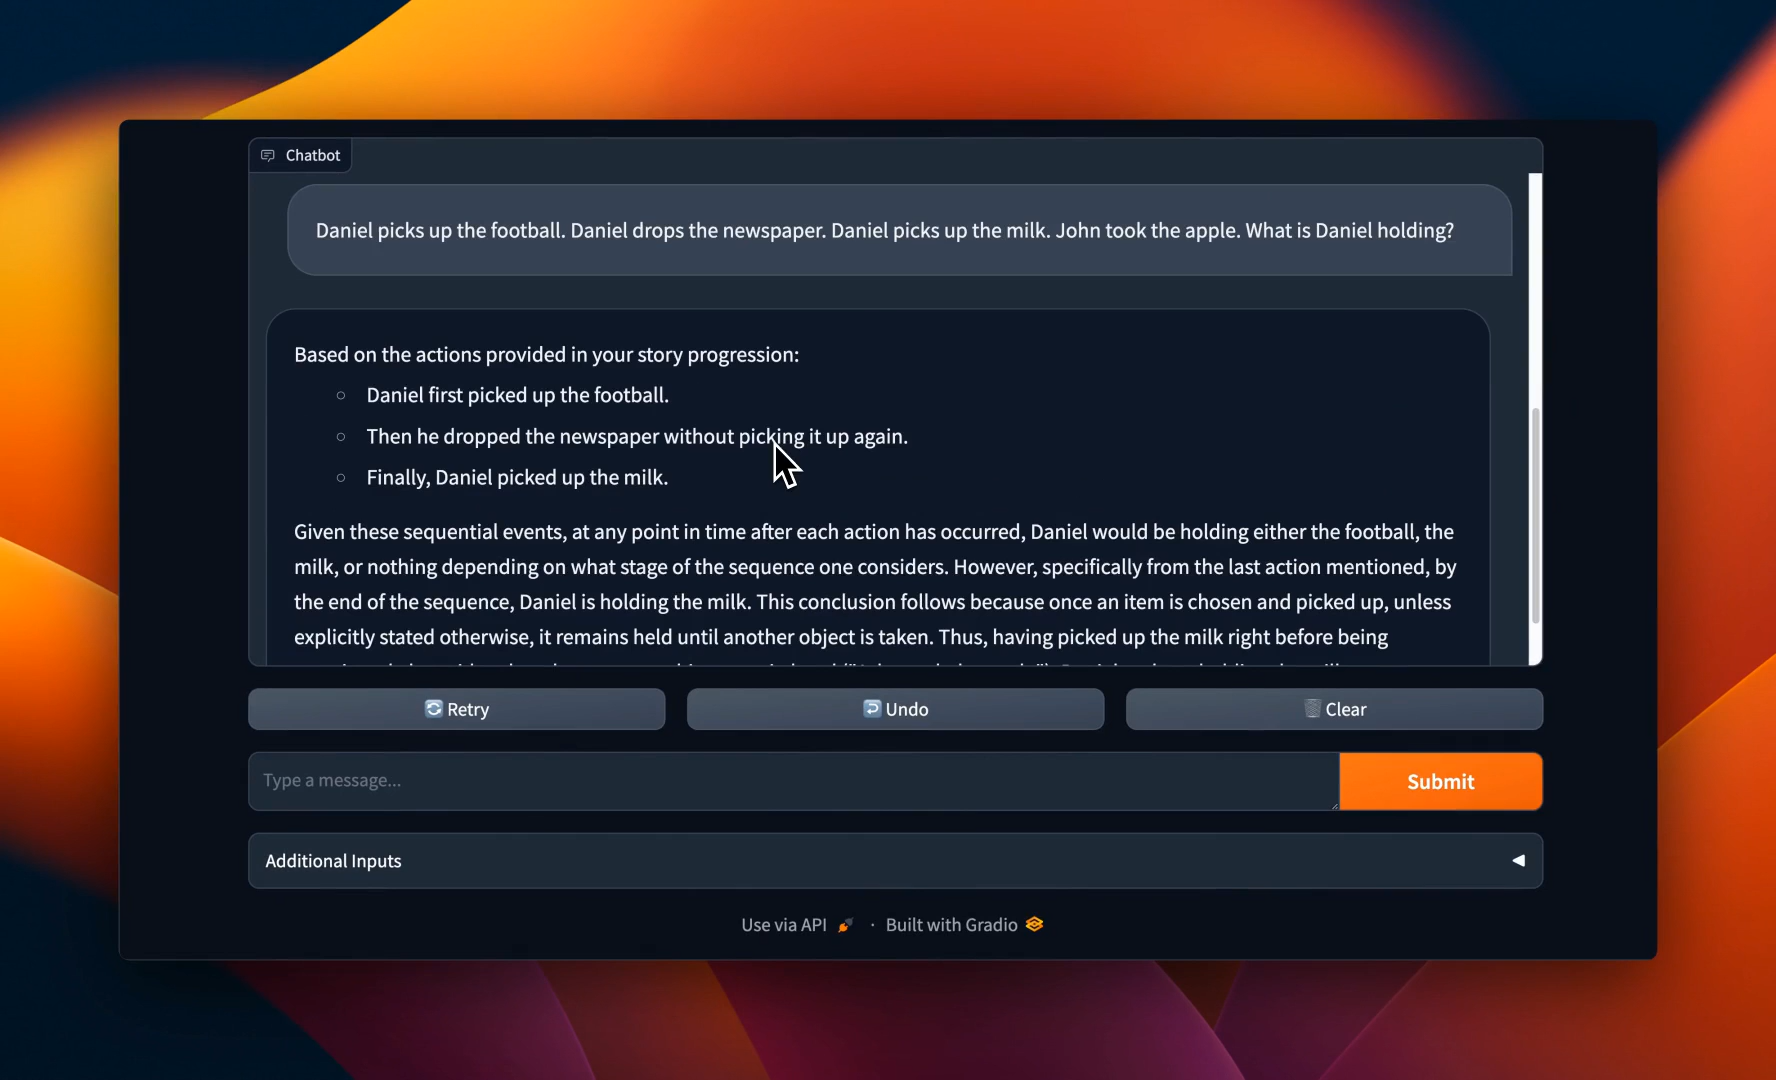 Chatbot
Daniel picks up the football. Daniel drops the newspaper. Daniel picks up the milk. John took the apple. What is Daniel holding?
Based on the actions provided in your story progression:
Daniel first picked up the football.
Then he dropped the newspaper without picking it up again.
Finally, Daniel picked up the milk.
Given these sequential events, at any point in time after each action has occurred, Daniel would be holding either the football, the
milk, or nothing depending on what stage of the sequence one considers. However, specifically from the last action mentioned, by
the end of the sequence, Daniel is holding the milk. This conclusion follows because once an item is chosen and picked up, unless
explicitly stated otherwise, it remains held until another object is taken. Thus, having picked up the milk right before being
Retry
Undo
Clear
Type a message...
Submit
Additional Inputs
Use via API · Built with Gradio